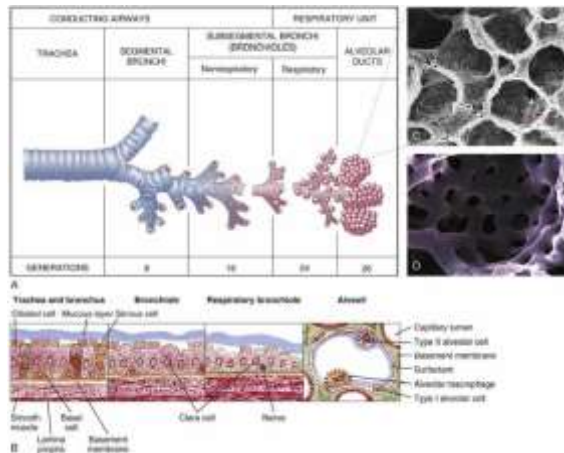 CONDUCTING AIRWAYS
RESPIRATORY UNIT
TRACHEA
SEGMENTAL
BRONCHI
SUBSEGMENTAL BRONCHI
(BRONCHIOLES)
ALVEOLAR
DUCTS
Nonrespiratory
Respiratory
GENERATIONS
8
24
A
C
D
Trachea and bronchus
Bronchiole
Respiratory bronchiole
Alveoli
Ciliated cell
Mucous layer
Serous cell
Capillary lumen
Type II alveolar cell
Basement membrane
Surfactant
Alveolar macrophage
Type I alveolar cell
Smooth
muscle
Basal
cell
Clara cell
Nerve
Lamina
propria
Basement
membrane
B